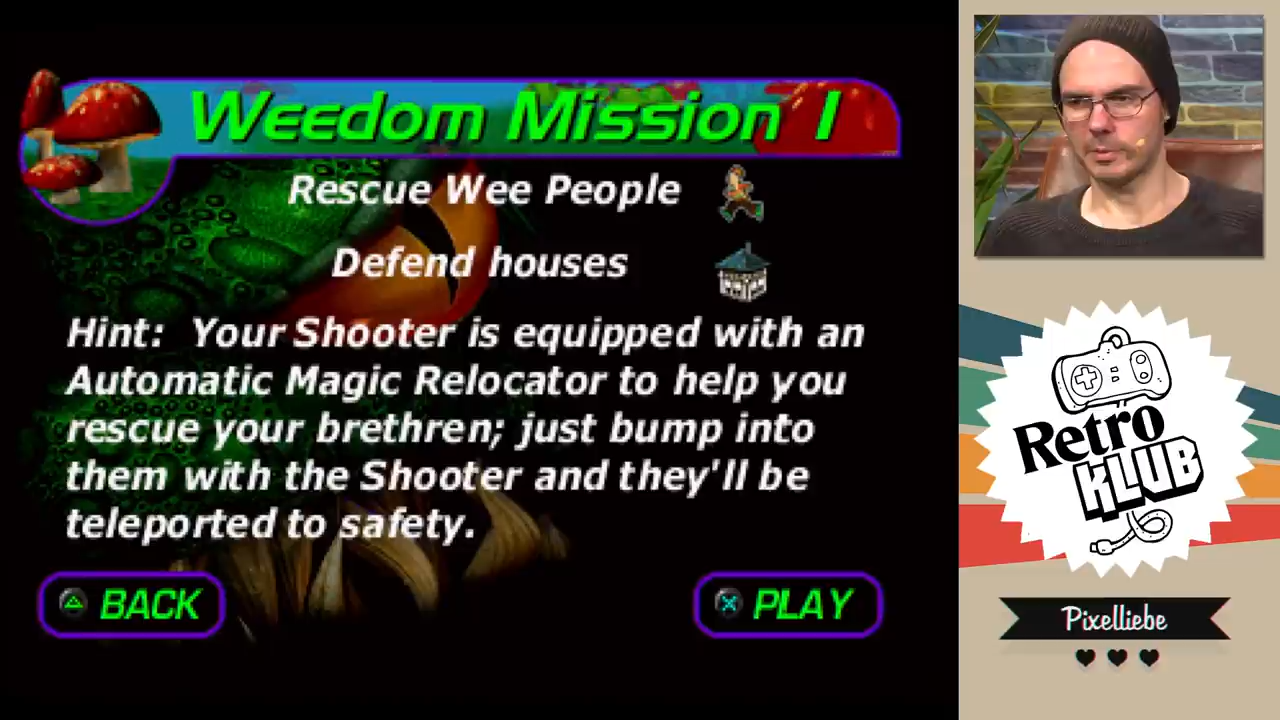 Weedom Mission 1
Rescue Wee People
Defend houses
Hint: Your Shooter is equipped with an
Automatic Magic Relocator to help you
rescue your brethren; just bump into
them with the Shooter and they'll be
teleported to safety.
BACK
PLAY
Retro
KLUB
Pixelliebe